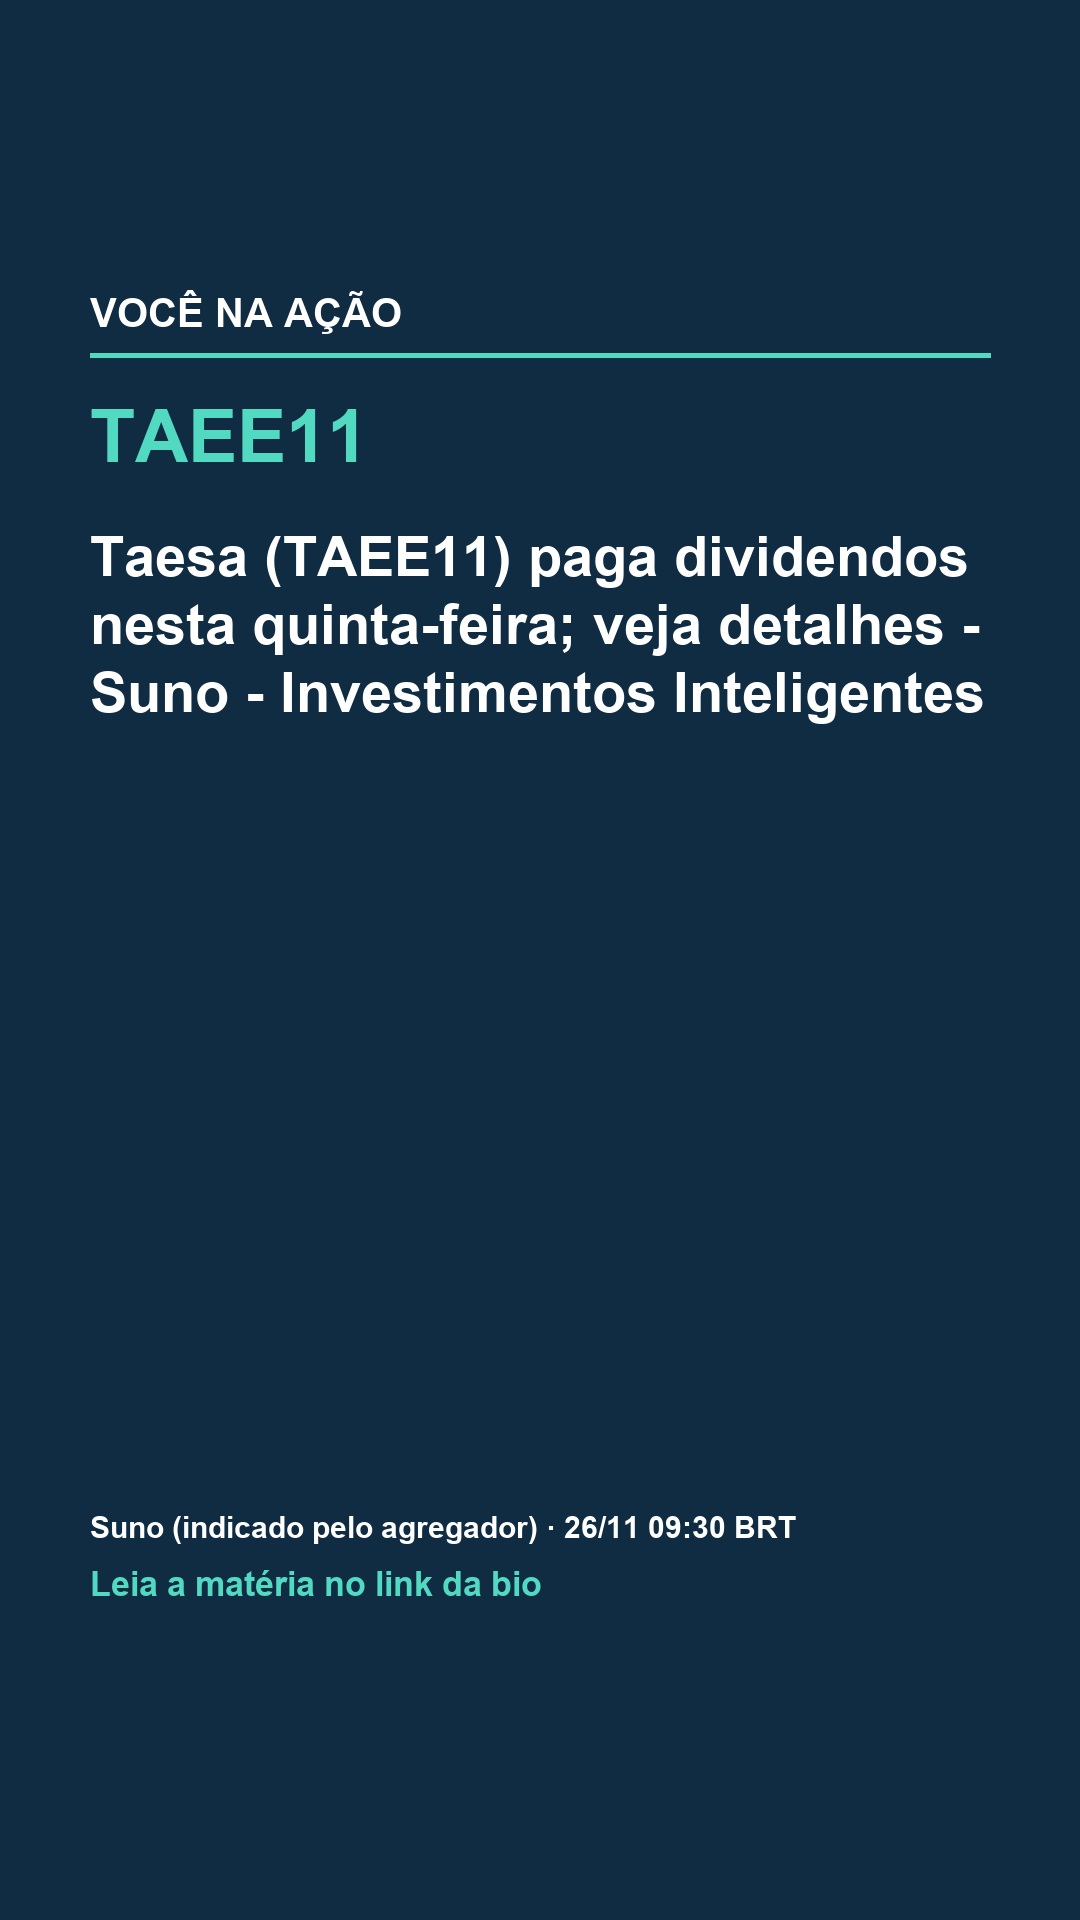 VOCÊ NA AÇÃO
TAEE11
Taesa (TAEE11) paga dividendos
nesta quinta-feira; veja detalhes -
Suno - Investimentos Inteligentes
Suno (indicado pelo agregador) · 26/11 09:30 BRT
Leia a matéria no link da bio